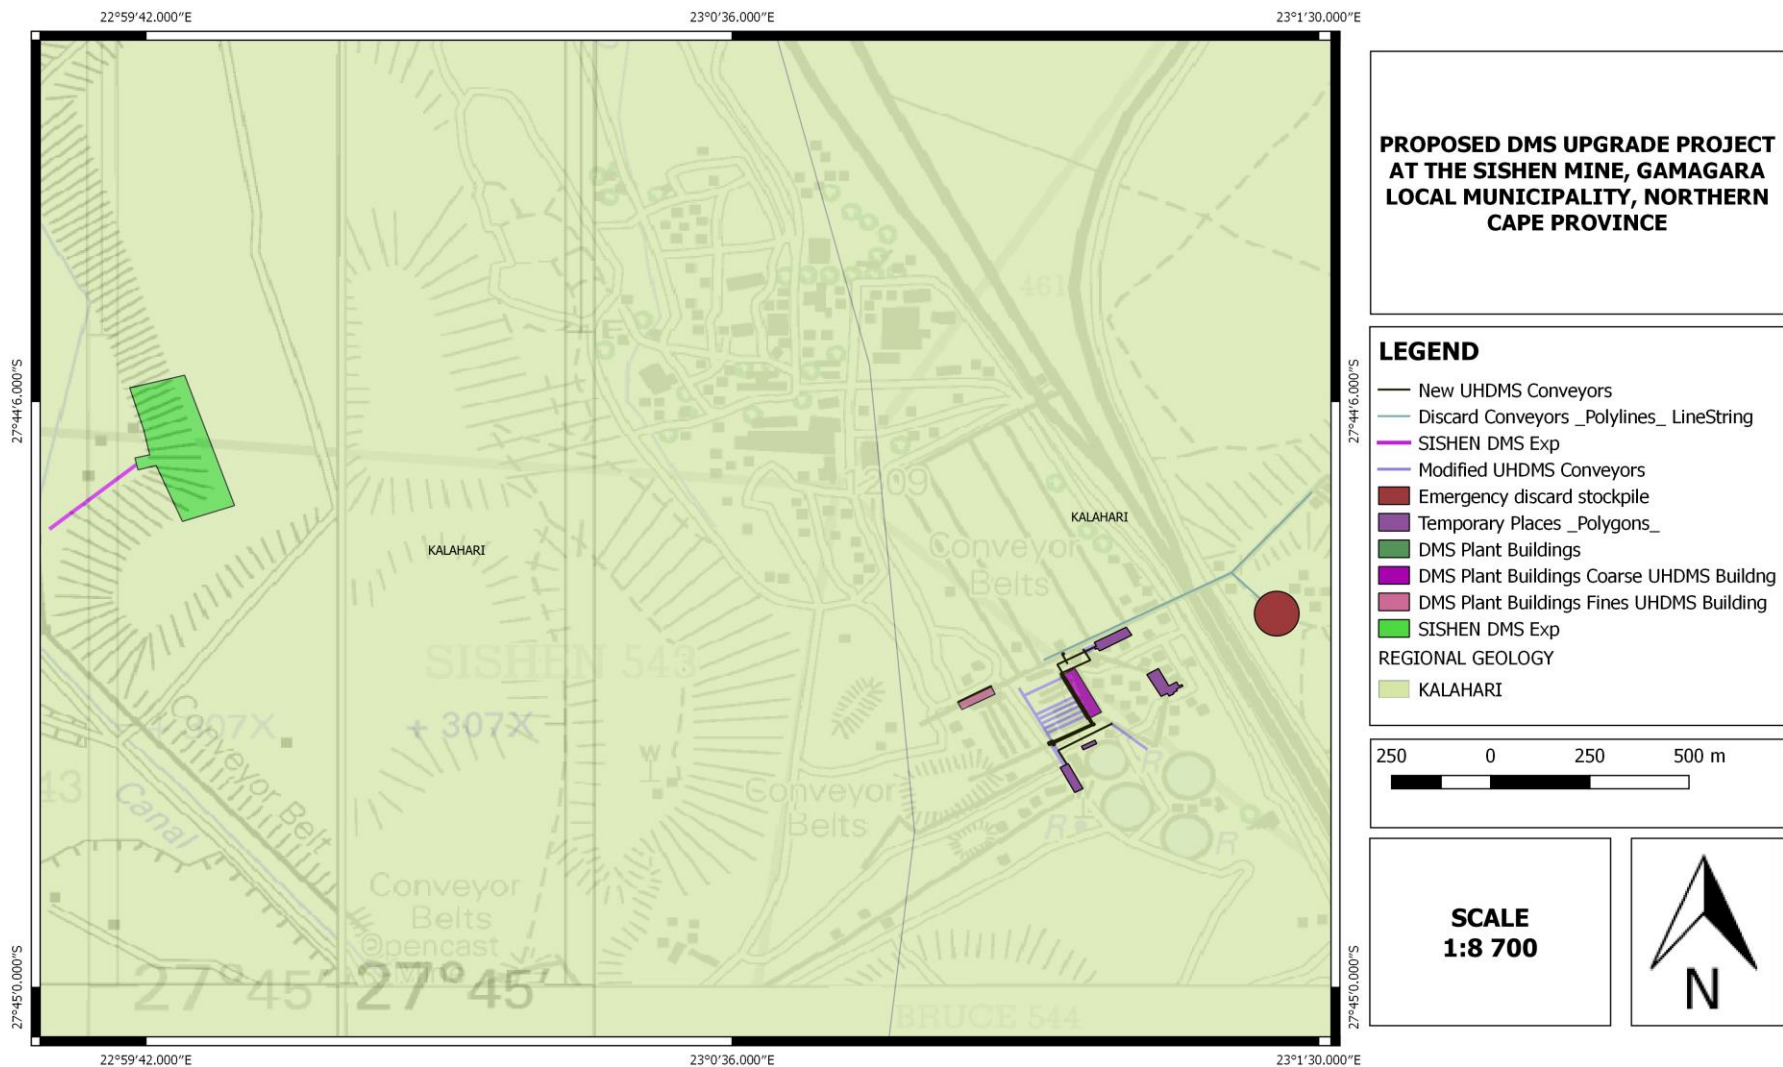 22°59′42.000″E
23°0′36.000″E
23°1′30.000″E
27°44′6.000″S
27°44′6.000″S
27°45′0.000″S
27°45′0.000″S
461
209
KALAHARI
KALAHARI
Conveyor
Belts
SISHEN 543
+ 307X
Conveyor Belt
Canal
43
W
Conveyor
Belts
R
R
R
Conveyor
Belts
Opencast
27°45′
27°45′
BRUCE 544
22°59′42.000″E
23°0′36.000″E
23°1′30.000″E
PROPOSED DMS UPGRADE PROJECT
AT THE SISHEN MINE, GAMAGARA
LOCAL MUNICIPALITY, NORTHERN
CAPE PROVINCE
LEGEND
New UHDMS Conveyors
Discard Conveyors _Polylines_ LineString
SISHEN DMS Exp
Modified UHDMS Conveyors
Emergency discard stockpile
Temporary Places _Polygons_
DMS Plant Buildings
DMS Plant Buildings Coarse UHDMS Buildng
DMS Plant Buildings Fines UHDMS Building
SISHEN DMS Exp
REGIONAL GEOLOGY
KALAHARI
250 0 250 500 m
SCALE
1:8 700
N